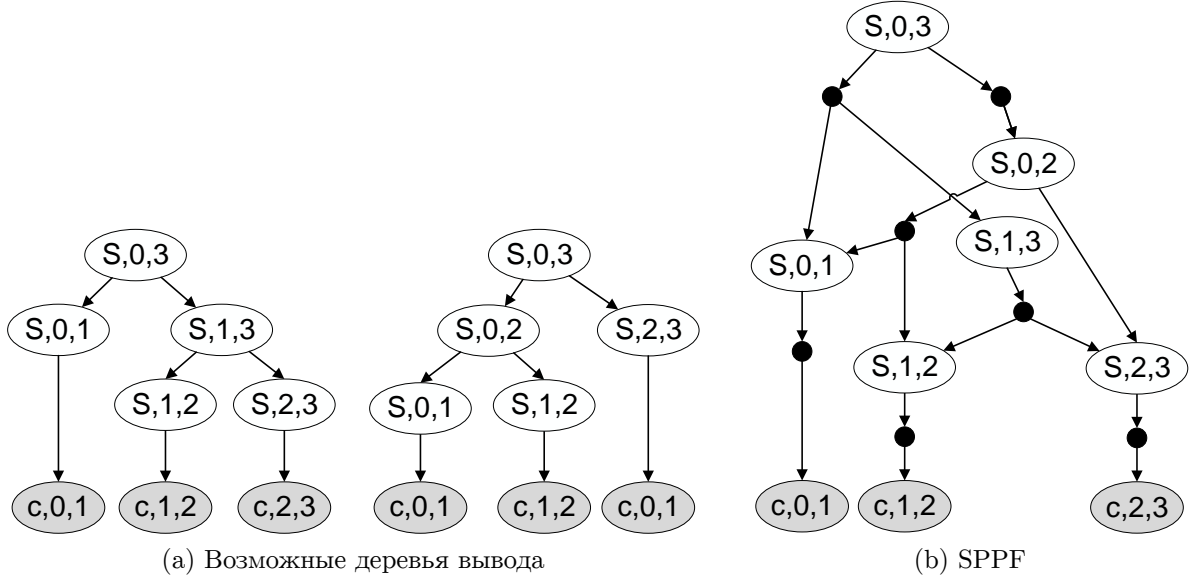 S,0,3
S,0,2
S,0,1
S,1,3
S,1,2
S,2,3
c,0,1
c,1,2
c,2,3
S,0,3
S,0,3
S,0,1
S,1,3
S,0,2
S,2,3
S,1,2
S,2,3
S,0,1
S,1,2
c,0,1
c,1,2
c,2,3
c,0,1
c,1,2
c,0,1
(a) Возможные деревья вывода
(b) SPPF